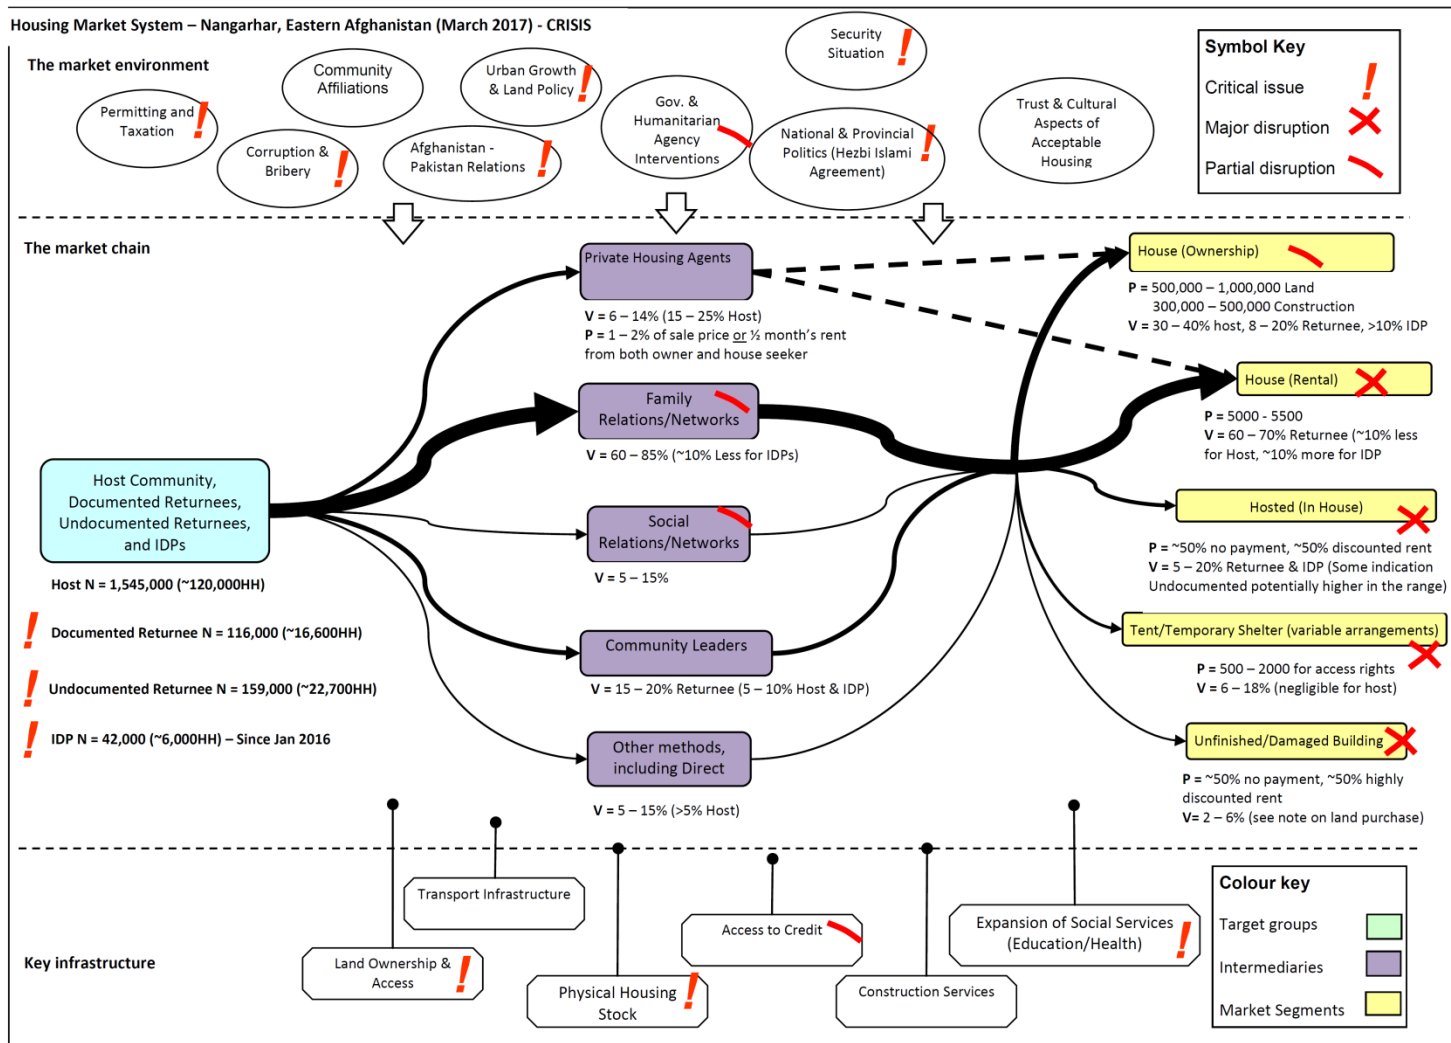 Housing Market System – Nangarhar, Eastern Afghanistan (March 2017) - CRISIS
The market environment
Permitting and
Taxation
Community
Affiliations
Corruption &
Bribery
Urban Growth
& Land Policy
Afghanistan -
Pakistan Relations
Gov. &
Humanitarian
Agency
Interventions
Security
Situation
National & Provincial
Politics (Hezbi Islami
Agreement)
Trust & Cultural
Aspects of
Acceptable
Housing
Symbol Key
Critical issue
Major disruption
Partial disruption
The market chain
Host Community,
Documented Returnees,
Undocumented Returnees,
and IDPs
Host N = 1,545,000 (~120,000HH)
Documented Returnee N = 116,000 (~16,600HH)
Undocumented Returnee N = 159,000 (~22,700HH)
IDP N = 42,000 (~6,000HH) – Since Jan 2016
Private Housing Agents
V = 6 – 14% (15 – 25% Host)
P = 1 – 2% of sale price or ½ month's rent
from both owner and house seeker
Family
Relations/Networks
V = 60 – 85% (~10% Less for IDPs)
Social
Relations/Networks
V = 5 – 15%
Community Leaders
V = 15 – 20% Returnee (5 – 10% Host & IDP)
Other methods,
including Direct
V = 5 – 15% (>5% Host)
House (Ownership)
P = 500,000 – 1,000,000 Land
300,000 – 500,000 Construction
V = 30 – 40% host, 8 – 20% Returnee, >10% IDP
House (Rental)
P = 5000 - 5500
V = 60 – 70% Returnee (~10% less
for Host, ~10% more for IDP
Hosted (In House)
P = ~50% no payment, ~50% discounted rent
V = 5 – 20% Returnee & IDP (Some indication
Undocumented potentially higher in the range)
Tent/Temporary Shelter (variable arrangements)
P = 500 – 2000 for access rights
V = 6 – 18% (negligible for host)
Unfinished/Damaged Building
P = ~50% no payment, ~50% highly
discounted rent
V= 2 – 6% (see note on land purchase)
Key infrastructure
Land Ownership &
Access
Transport Infrastructure
Physical Housing
Stock
Access to Credit
Construction Services
Expansion of Social Services
(Education/Health)
Colour key
Target groups
Intermediaries
Market Segments